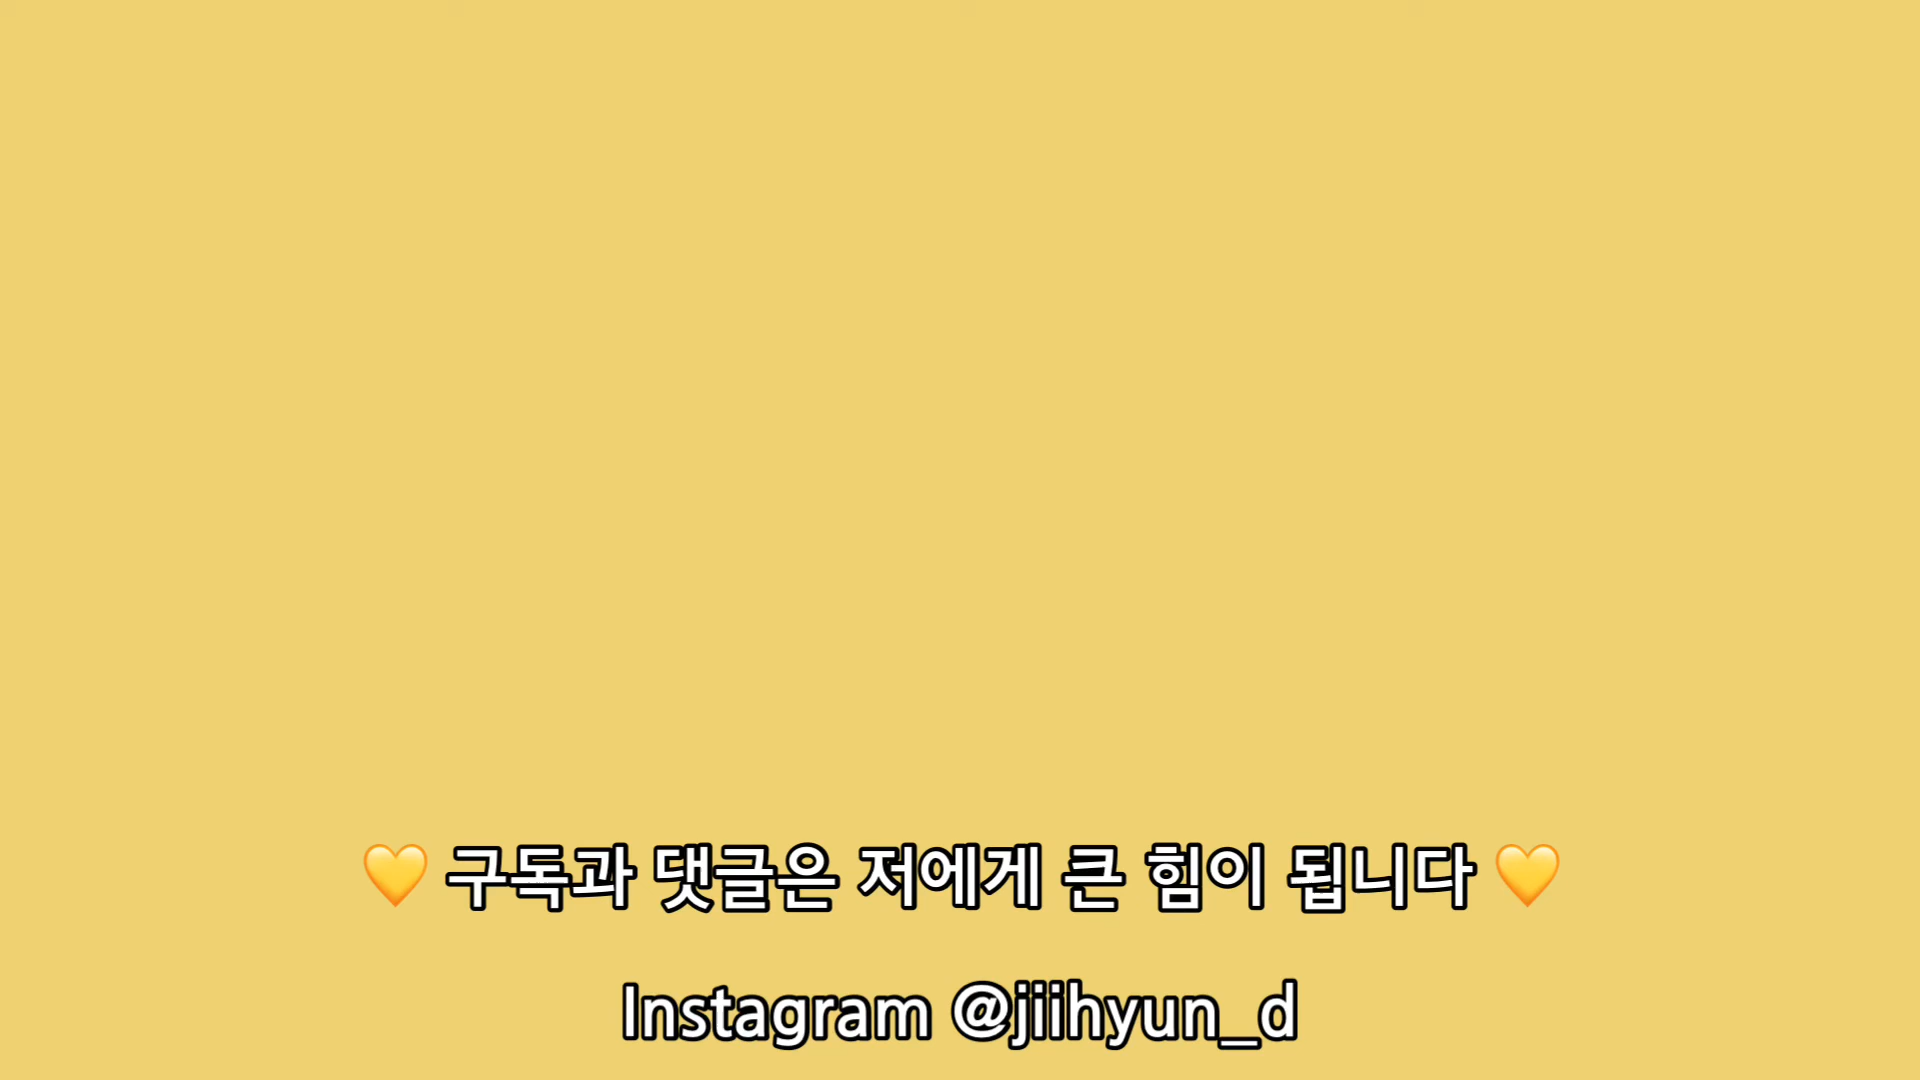 💛 구독과 댓글은 저에게 큰 힘이 됩니다 💛
Instagram @jiihyun_d